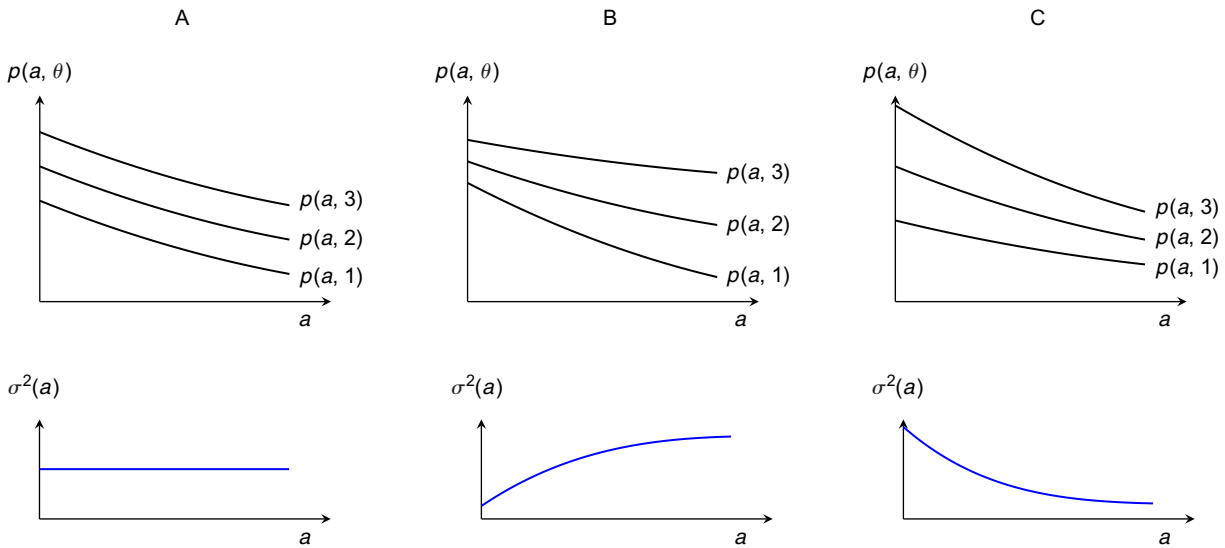 A
B
C
p(a, θ)
p(a, θ)
p(a, θ)
p(a, 3)
p(a, 2)
p(a, 1)
a
p(a, 3)
p(a, 2)
p(a, 1)
a
p(a, 3)
p(a, 2)
p(a, 1)
a
σ²(a)
σ²(a)
σ²(a)
a
a
a